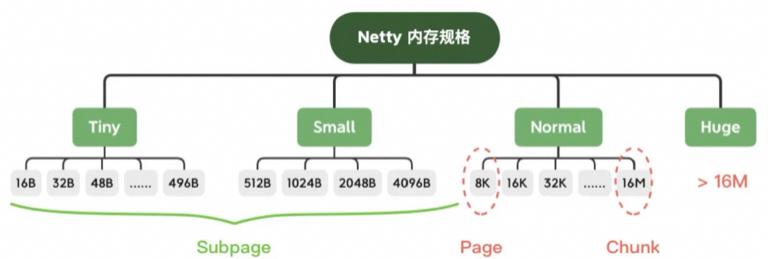 Netty 内存规格
Tiny Small Normal Huge
16B 32B 48B ...... 496B 512B 1024B 2048B 4096B 8K 16K 32K ...... 16M > 16M
Subpage Page Chunk